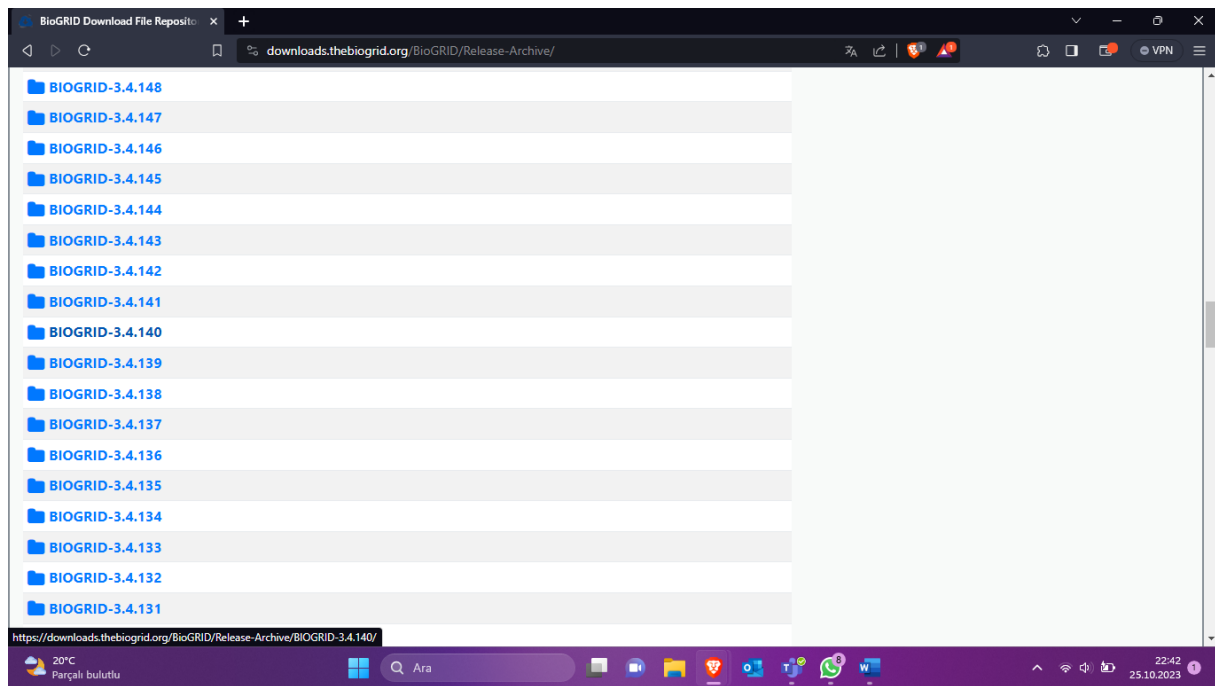 BioGRID Download File Reposito
downloads.thebiogrid.org/BioGRID/Release-Archive/
1
1
VPN
BIOGRID-3.4.148
BIOGRID-3.4.147
BIOGRID-3.4.146
BIOGRID-3.4.145
BIOGRID-3.4.144
BIOGRID-3.4.143
BIOGRID-3.4.142
BIOGRID-3.4.141
BIOGRID-3.4.140
BIOGRID-3.4.139
BIOGRID-3.4.138
BIOGRID-3.4.137
BIOGRID-3.4.136
BIOGRID-3.4.135
BIOGRID-3.4.134
BIOGRID-3.4.133
BIOGRID-3.4.132
BIOGRID-3.4.131
https://downloads.thebiogrid.org/BioGRID/Release-Archive/BIOGRID-3.4.140/
20°C
Parçalı bulutlu
Ara
8
22:42
25.10.2023
1